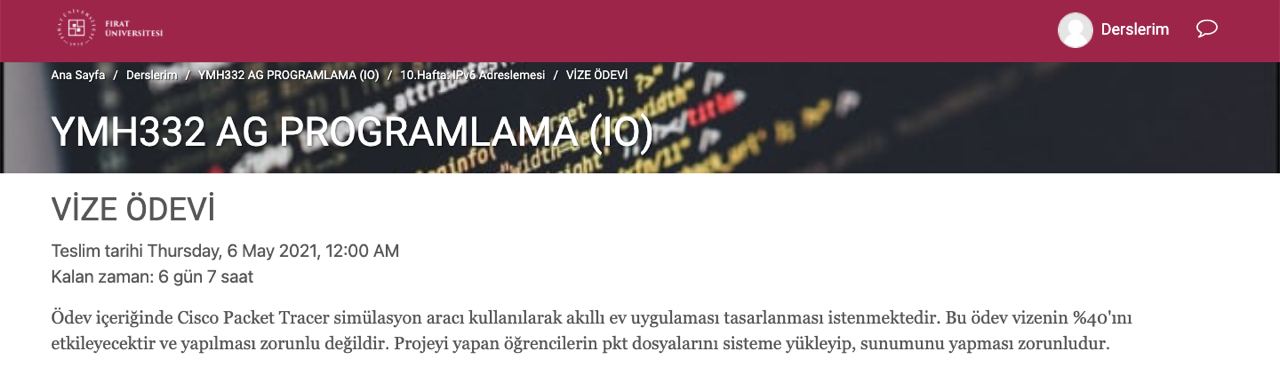 FIRAT
ÜNİVERSİTESİ
Derslerim
Ana Sayfa / Derslerim / YMH332 AG PROGRAMLAMA (IO) / 10.Hafta: IPv6 Adreslemesi / VİZE ÖDEVİ
YMH332 AG PROGRAMLAMA (IO)
VİZE ÖDEVİ
Teslim tarihi Thursday, 6 May 2021, 12:00 AM
Kalan zaman: 6 gün 7 saat
Ödev içeriğinde Cisco Packet Tracer simülasyon aracı kullanılarak akıllı ev uygulaması tasarlanması istenmektedir. Bu ödev vizenin %40'ını
etkileyecektir ve yapılması zorunlu değildir. Projeyi yapan öğrencilerin pkt dosyalarını sisteme yükleyip, sunumunu yapması zorunludur.